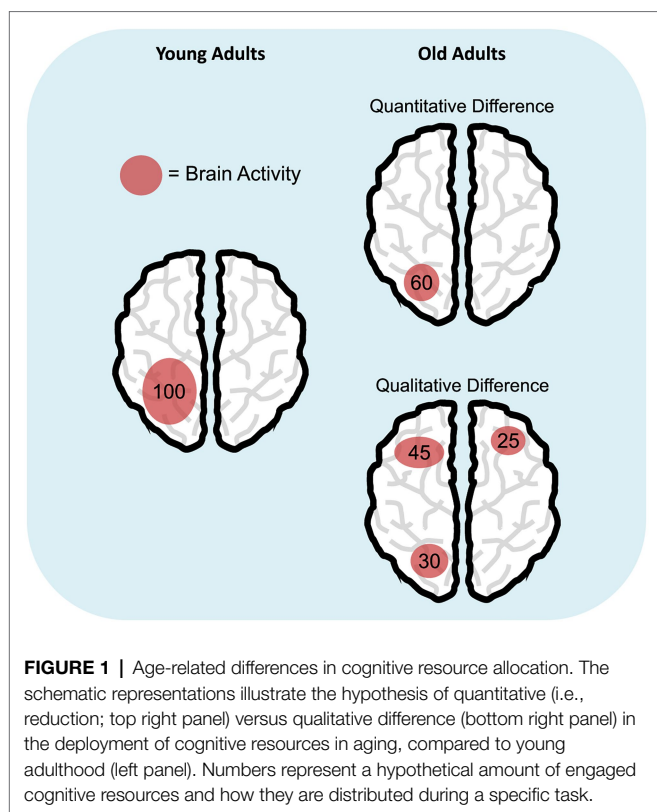 Young Adults
Old Adults
Quantitative Difference
= Brain Activity
60
100
Qualitative Difference
45
25
30
FIGURE 1 | Age-related differences in cognitive resource allocation. The
schematic representations illustrate the hypothesis of quantitative (i.e.,
reduction; top right panel) versus qualitative difference (bottom right panel) in
the deployment of cognitive resources in aging, compared to young
adulthood (left panel). Numbers represent a hypothetical amount of engaged
cognitive resources and how they are distributed during a specific task.